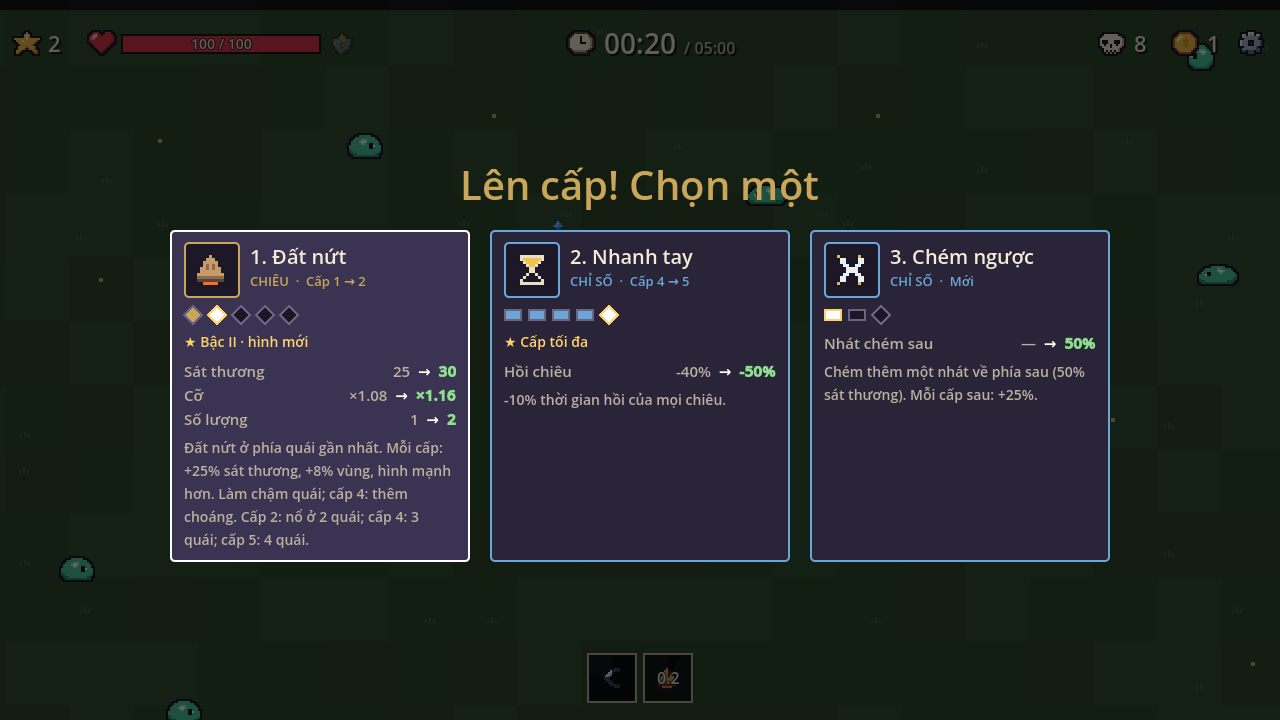 2
100 / 100
00:20 / 05:00
8
1
Lên cấp! Chọn một
1. Đất nứt
CHIÊU · Cấp 1 → 2
★ Bậc II · hình mới
Sát thương 25 → 30
Cỡ ×1.08 → ×1.16
Số lượng 1 → 2
Đất nứt ở phía quái gần nhất. Mỗi cấp:
+25% sát thương, +8% vùng, hình mạnh
hơn. Làm chậm quái; cấp 4: thêm
choáng. Cấp 2: nổ ở 2 quái; cấp 4: 3
quái; cấp 5: 4 quái.
2. Nhanh tay
CHỈ SỐ · Cấp 4 → 5
★ Cấp tối đa
Hồi chiêu -40% → -50%
-10% thời gian hồi của mọi chiêu.
3. Chém ngược
CHỈ SỐ · Mới
Nhát chém sau — → 50%
Chém thêm một nhát về phía sau (50%
sát thương). Mỗi cấp sau: +25%.
0.2